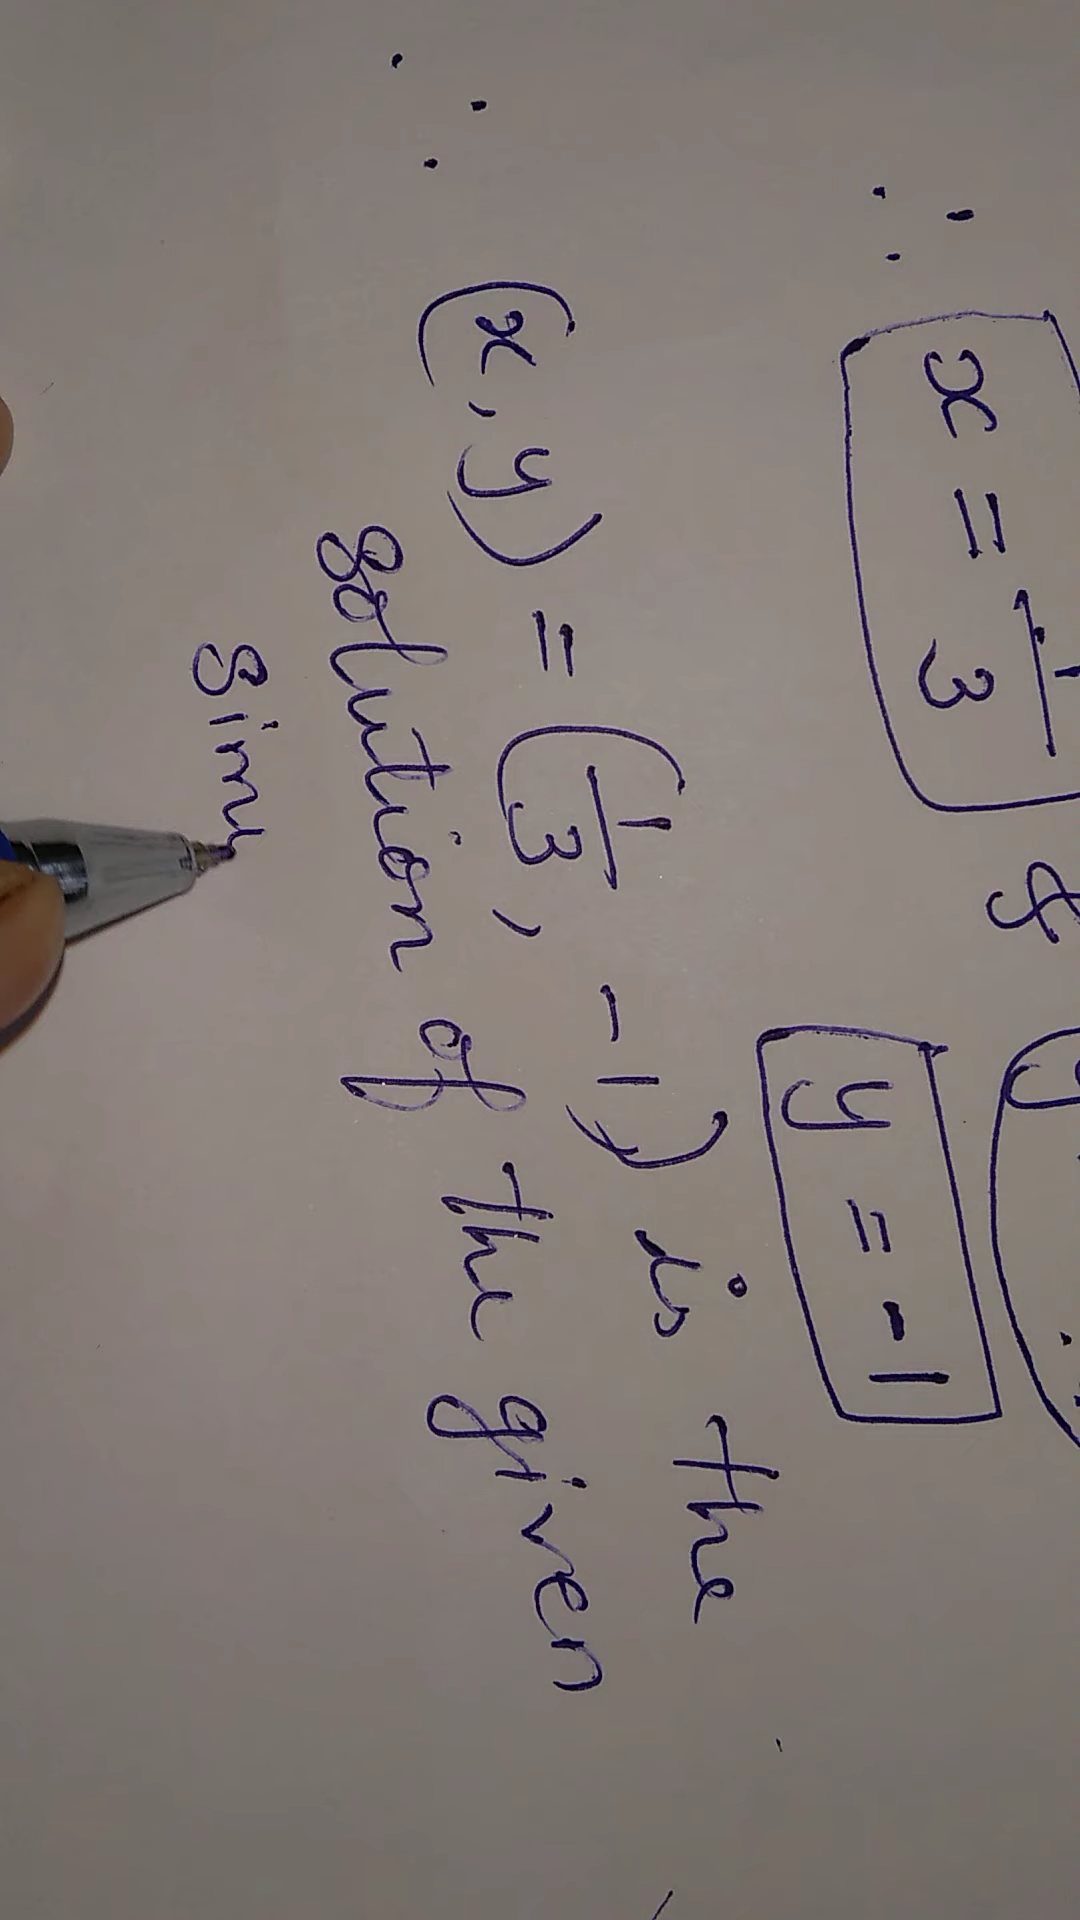 ∴ x = 1/3 & y = -1
∴ (x, y) = (1/3, -1) is the
solution of the given
sim